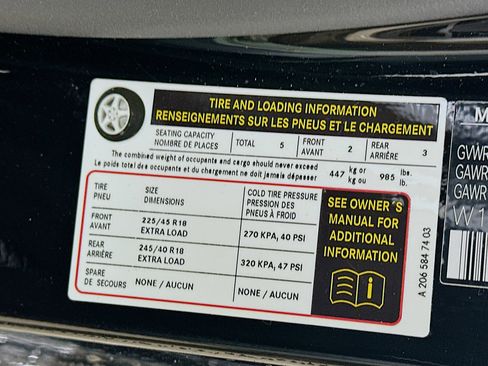 TIRE AND LOADING INFORMATION
RENSEIGNEMENTS SUR LES PNEUS ET LE CHARGEMENT
SEATING CAPACITY
NOMBRE DE PLACES
TOTAL 5
FRONT
AVANT 2
REAR
ARRIÈRE 3
The combined weight of occupants and cargo should never exceed
Le poids total des occupants et du chargement ne doit jamais dépasser
447 kg or kg ou 985 lbs. lb.
TIRE
PNEU
SIZE
DIMENSIONS
COLD TIRE PRESSURE
PRESSION DES
PNEUS À FROID
FRONT
AVANT
225/45 R18
EXTRA LOAD
270 KPA, 40 PSI
REAR
ARRIÈRE
245/40 R18
EXTRA LOAD
320 KPA, 47 PSI
SPARE
DE SECOURS
NONE / AUCUN
NONE / AUCUN
SEE OWNER´S
MANUAL FOR
ADDITIONAL
INFORMATION
A 206 584 74 03
GVWR
GAWR
GAWR
W1